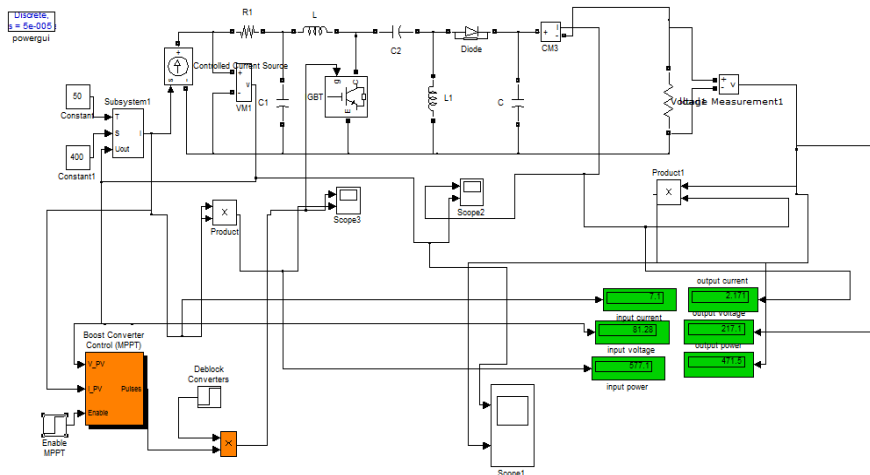 Discrete,
s = 5e-005 s
powergui
R1
L
C2
Diode
CM3
Controlled Current Source
VM1
C1
g
C
E
GBT
L1
C
Voltage Measurement1
50
Constant
Subsystem1
T
S
Uout
I
400
Constant1
X
Product
Scope3
Scope2
Product1
X
output current
7.1
2.171
input current
output voltage
81.28
217.1
input voltage
output power
577.1
471.5
input power
Boost Converter
Control (MPPT)
V_PV
I_PV
Pulses
Enable
Deblock
Converters
Enable
MPPT
X
Scope1